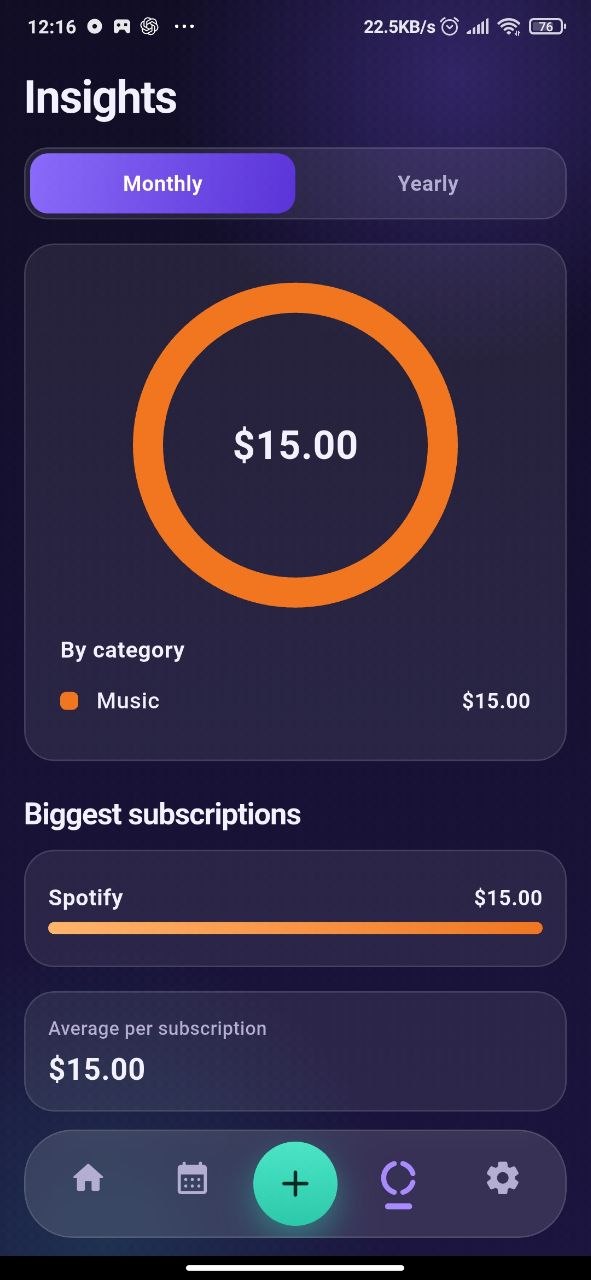 12:16 22.5KB/s 76
Insights
Monthly Yearly
$15.00
By category
Music $15.00
Biggest subscriptions
Spotify $15.00
Average per subscription
$15.00